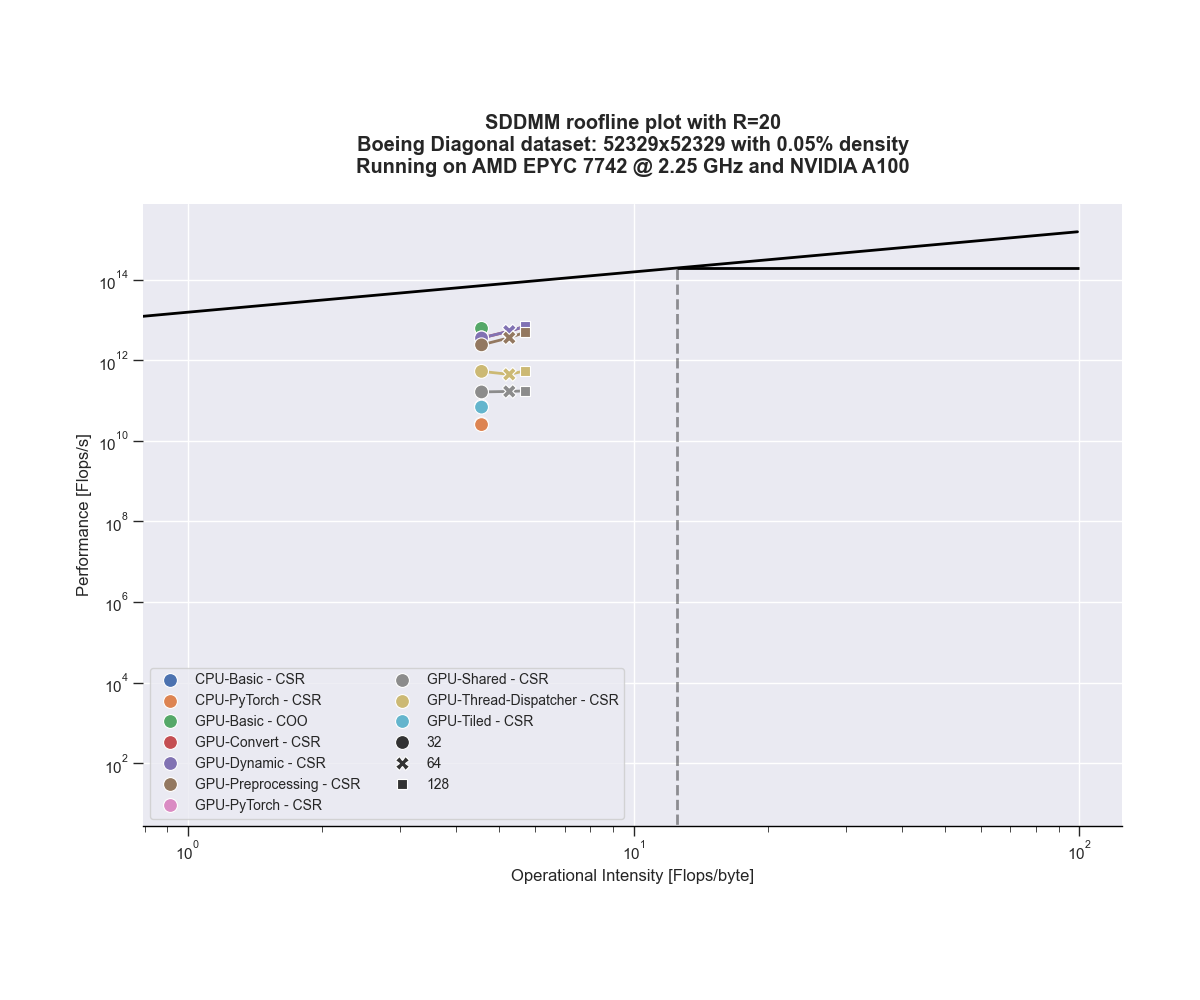 SDDMM roofline plot with R=20
Boeing Diagonal dataset: 52329x52329 with 0.05% density
Running on AMD EPYC 7742 @ 2.25 GHz and NVIDIA A100
Performance [Flops/s]
10^14
10^12
10^10
10^8
10^6
10^4
10^2
CPU-Basic - CSR
CPU-PyTorch - CSR
GPU-Basic - COO
GPU-Convert - CSR
GPU-Dynamic - CSR
GPU-Preprocessing - CSR
GPU-PyTorch - CSR
GPU-Shared - CSR
GPU-Thread-Dispatcher - CSR
GPU-Tiled - CSR
32
64
128
10^0 10^1 10^2
Operational Intensity [Flops/byte]